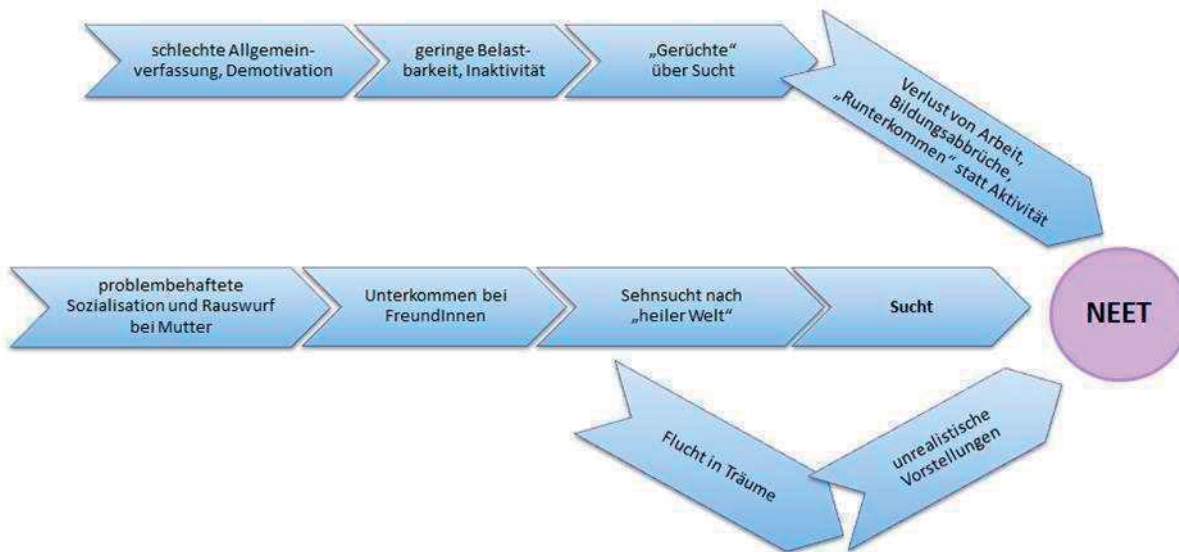 schlechte Allgemein-
verfassung, Demotivation
geringe Belast-
barkeit, Inaktivität
„Gerüchte“
über Sucht
Verlust von Arbeit,
Bildungsabbrüche,
„Runterkommen“ statt Aktivität
problembehaftete
Sozialisation und Rauswurf
bei Mutter
Unterkommen bei
FreundInnen
Sehnsucht nach
„heiler Welt“
Sucht
NEET
Flucht in Träume
unrealistische
Vorstellungen